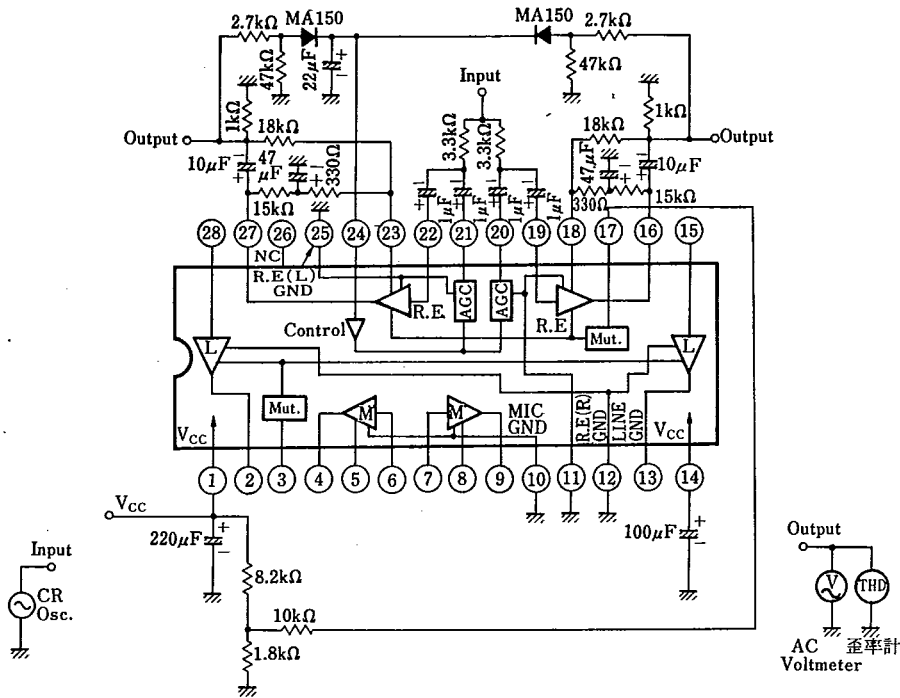 2.7kΩ
MA150
MA150
2.7kΩ
47kΩ
22μF
+
−
Input
47kΩ
1kΩ
18kΩ
3.3kΩ
3.3kΩ
18kΩ
1kΩ
Output
Output
10μF
47 μF
330Ω
47μF
10μF
15kΩ
1μF
1μF
1μF
1μF
330Ω
15kΩ
28
27
26
25
24
23
22
21
20
19
18
17
16
15
NC
R.E(L)
GND
R.E.
AGC
AGC
R.E
Control
Mut.
L
L
Mut.
M
M
MIC
GND
R.E(R)
GND
LINE
GND
VCC
VCC
1
2
3
4
5
6
7
8
9
10
11
12
13
14
VCC
220μF
+
−
100μF
+
−
Output
Input
8.2kΩ
V
THD
CR
Osc.
10kΩ
1.8kΩ
AC
Voltmeter
歪率計